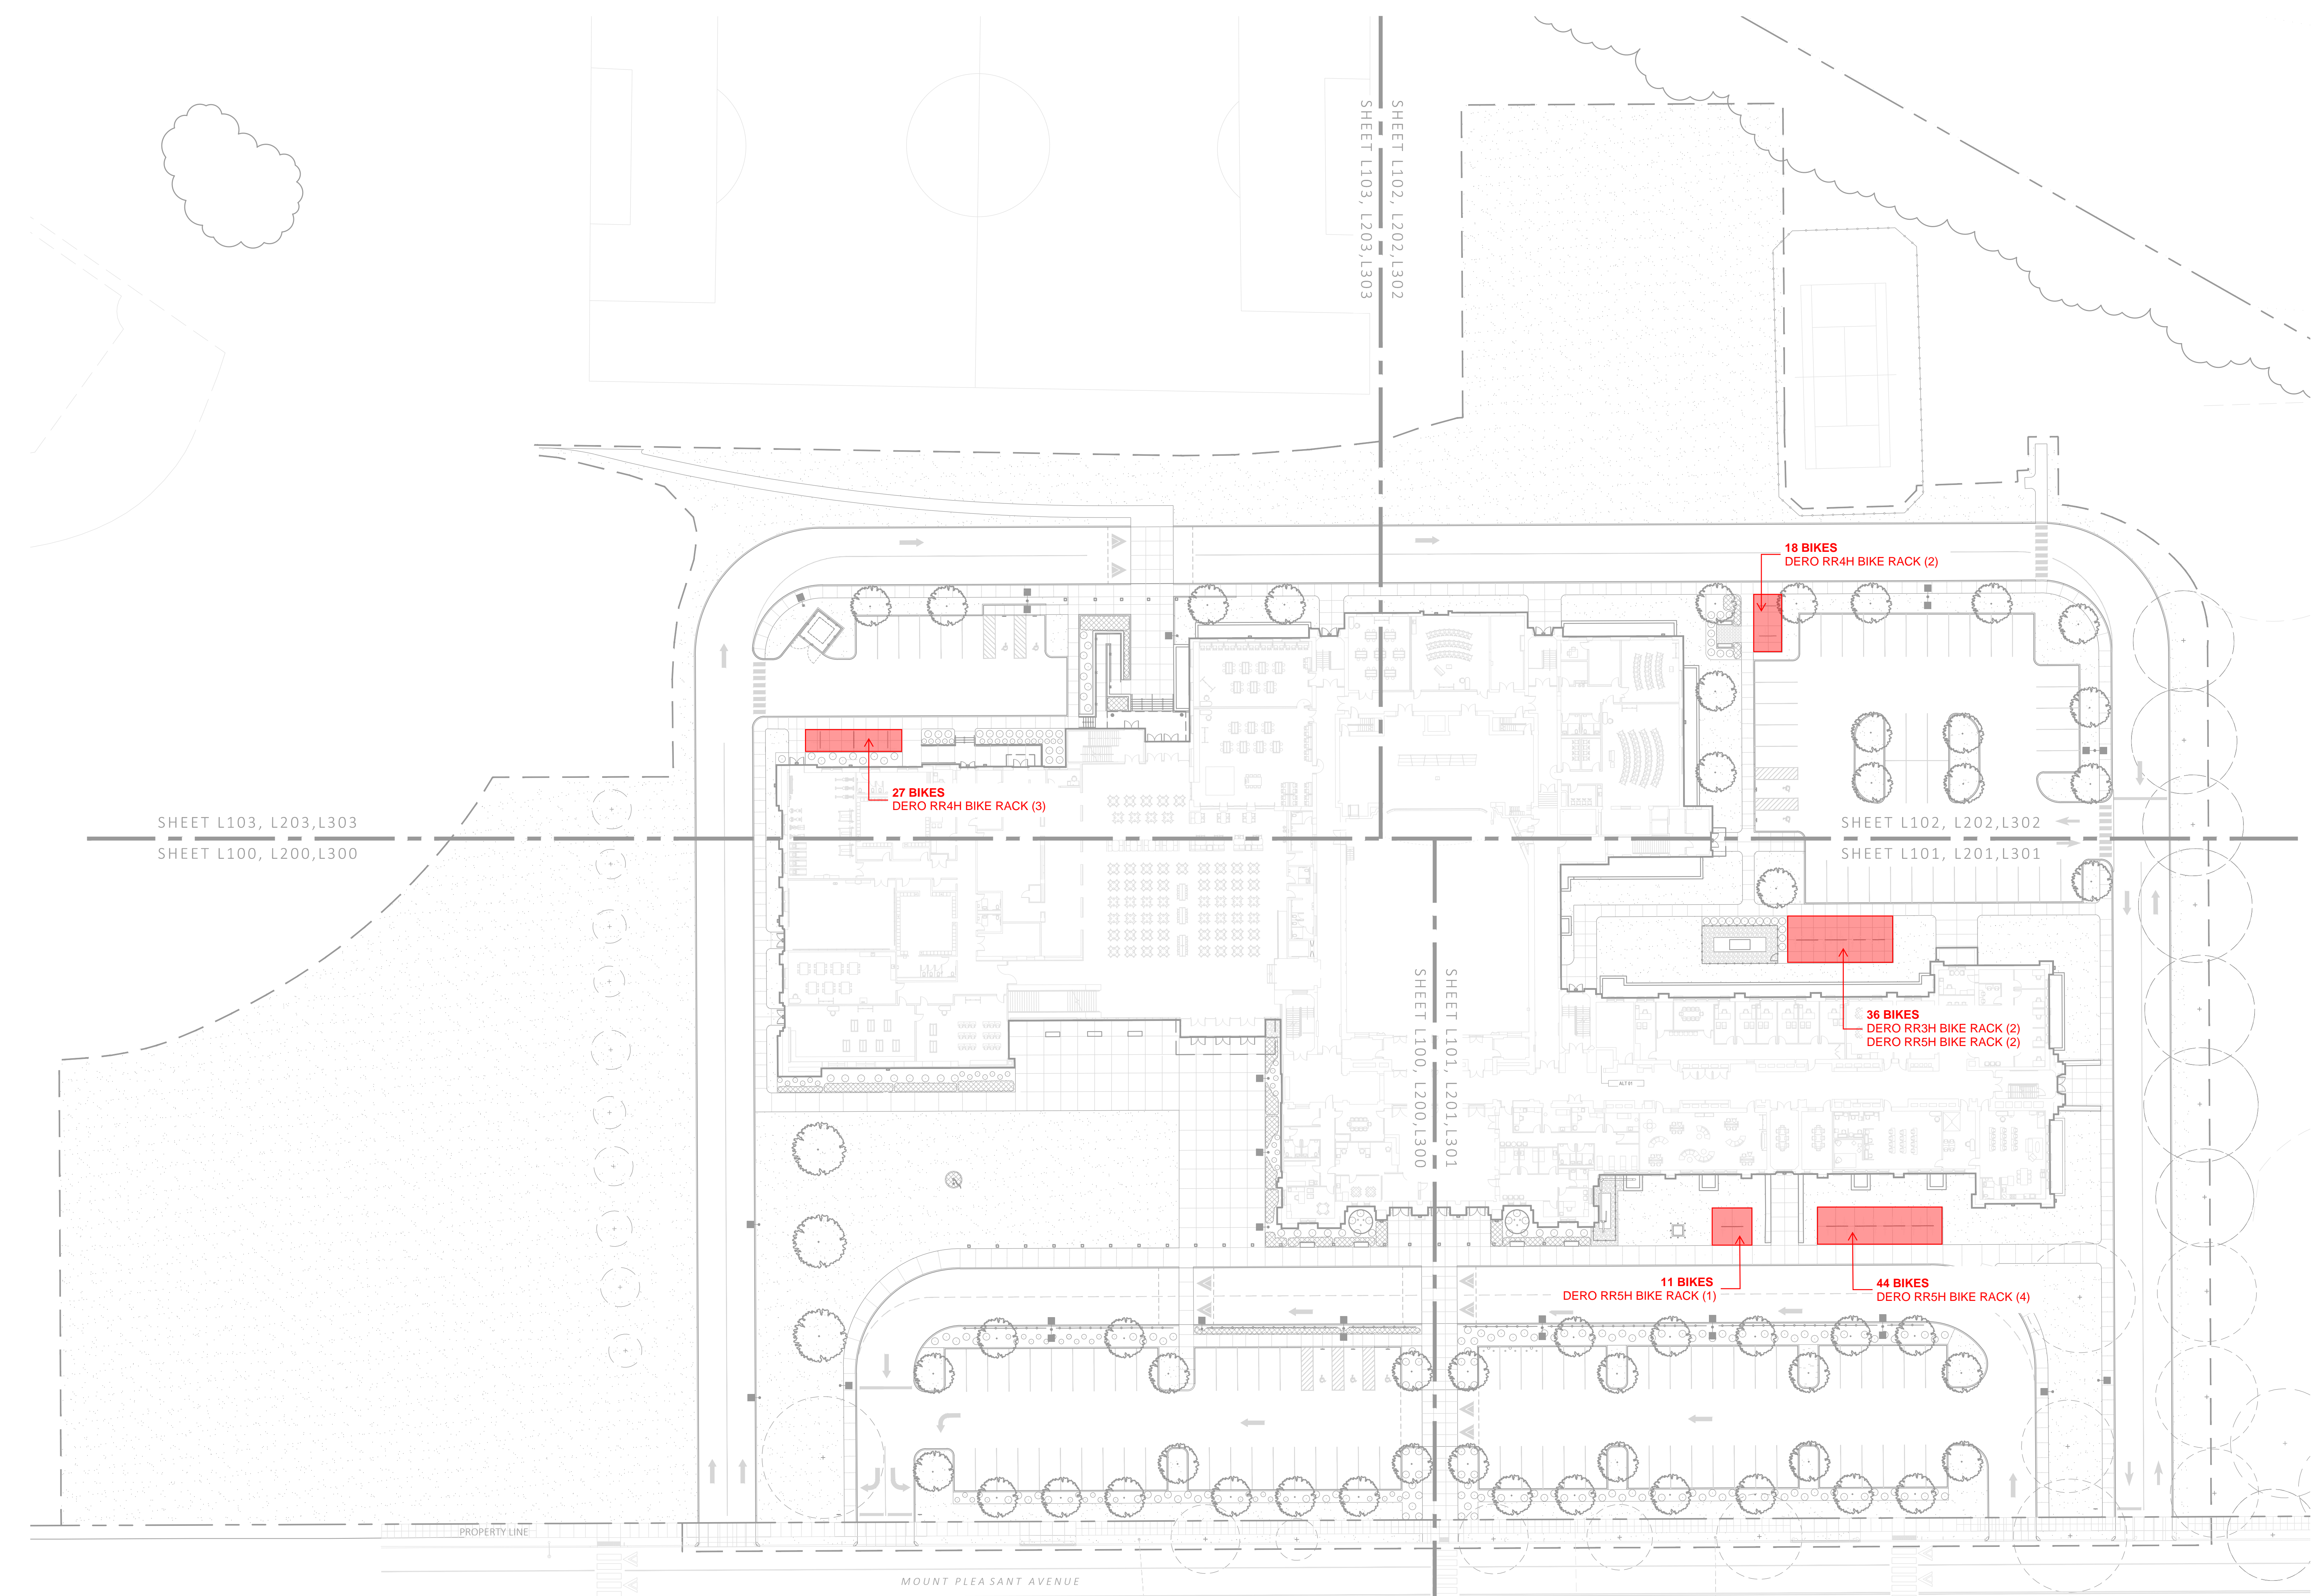 SHEET L103, L203,L303
SHEET L102, L202,L302
18 BIKES
DERO RR4H BIKE RACK (2)
27 BIKES
DERO RR4H BIKE RACK (3)
SHEET L103, L203,L303
SHEET L100, L200,L300
SHEET L102, L202,L302
SHEET L101, L201,L301
SHEET L100, L200,L300
SHEET L101, L201,L301
36 BIKES
DERO RR3H BIKE RACK (2)
DERO RR5H BIKE RACK (2)
ALT 01
11 BIKES
DERO RR5H BIKE RACK (1)
44 BIKES
DERO RR5H BIKE RACK (4)
PROPERTY LINE
MOUNT PLEASANT AVENUE